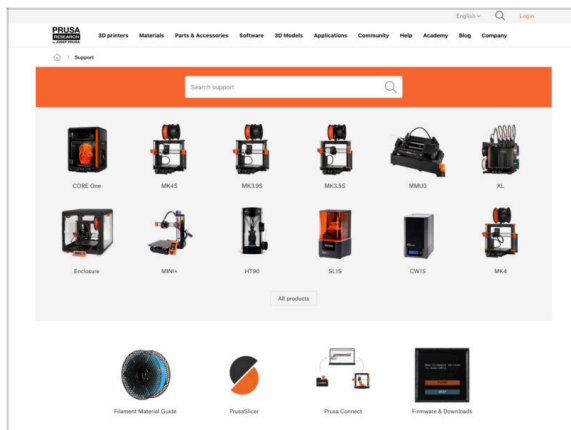 English
Login
PRUSA
RESEARCH
by JOSEF PRUSA
3D printers Materials Parts & Accessories Software 3D Models Applications Community Help Academy Blog Company
Support
Search support
CORE One MK4S MK3.9S MK3.5S MMU3 XL
Enclosure MINI+ HT90 SL1S CW1S MK4
All products
Filament Material Guide PrusaSlicer Prusa Connect Firmware & Downloads